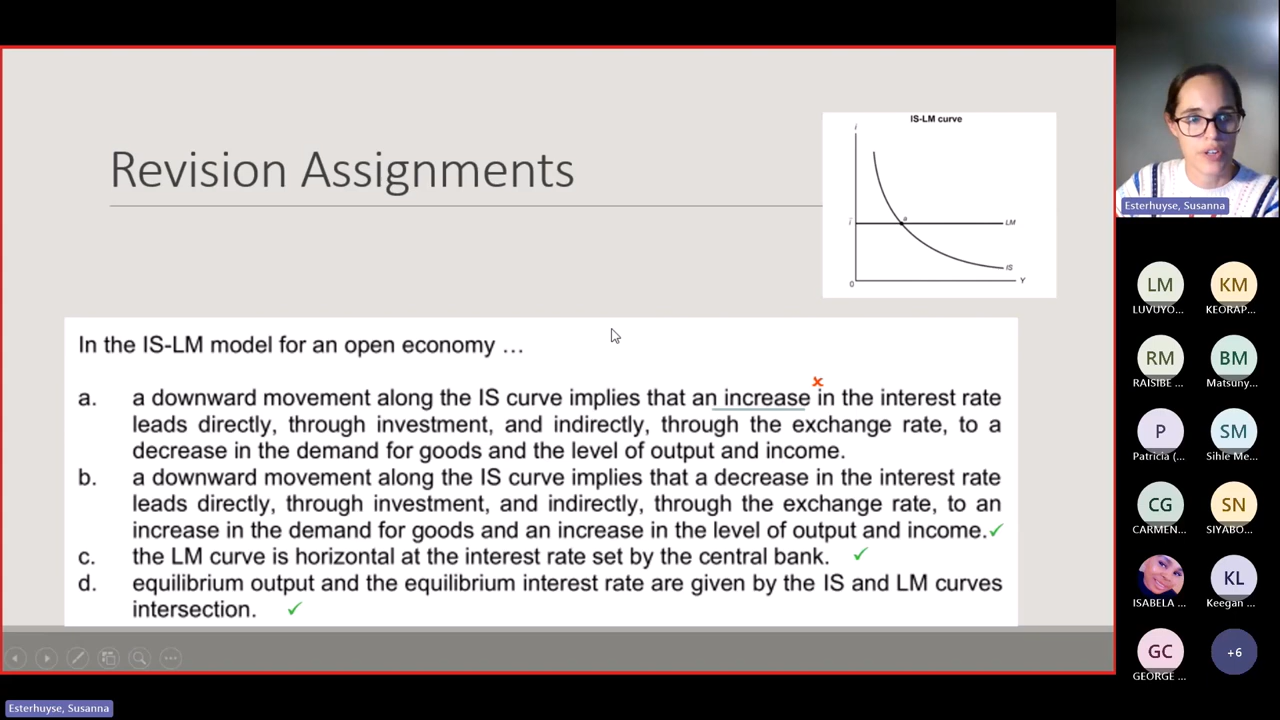 Revision Assignments
IS-LM curve
i
i
a
LM
IS
0
Y
In the IS-LM model for an open economy …
a. a downward movement along the IS curve implies that an increase in the interest rate
leads directly, through investment, and indirectly, through the exchange rate, to a
decrease in the demand for goods and the level of output and income.
b. a downward movement along the IS curve implies that a decrease in the interest rate
leads directly, through investment, and indirectly, through the exchange rate, to an
increase in the demand for goods and an increase in the level of output and income.
c. the LM curve is horizontal at the interest rate set by the central bank.
d. equilibrium output and the equilibrium interest rate are given by the IS and LM curves
intersection.
Esterhuyse, Susanna
LM
LUVUYO...
KM
KEORAP...
RM
RAISIBE ...
BM
Matsuny...
P
Patricia (...
SM
Sihle Me...
CG
CARMEN...
SN
SIYABO...
ISABELA ...
KL
Keegan ...
GC
GEORGE ...
+6
Esterhuyse, Susanna